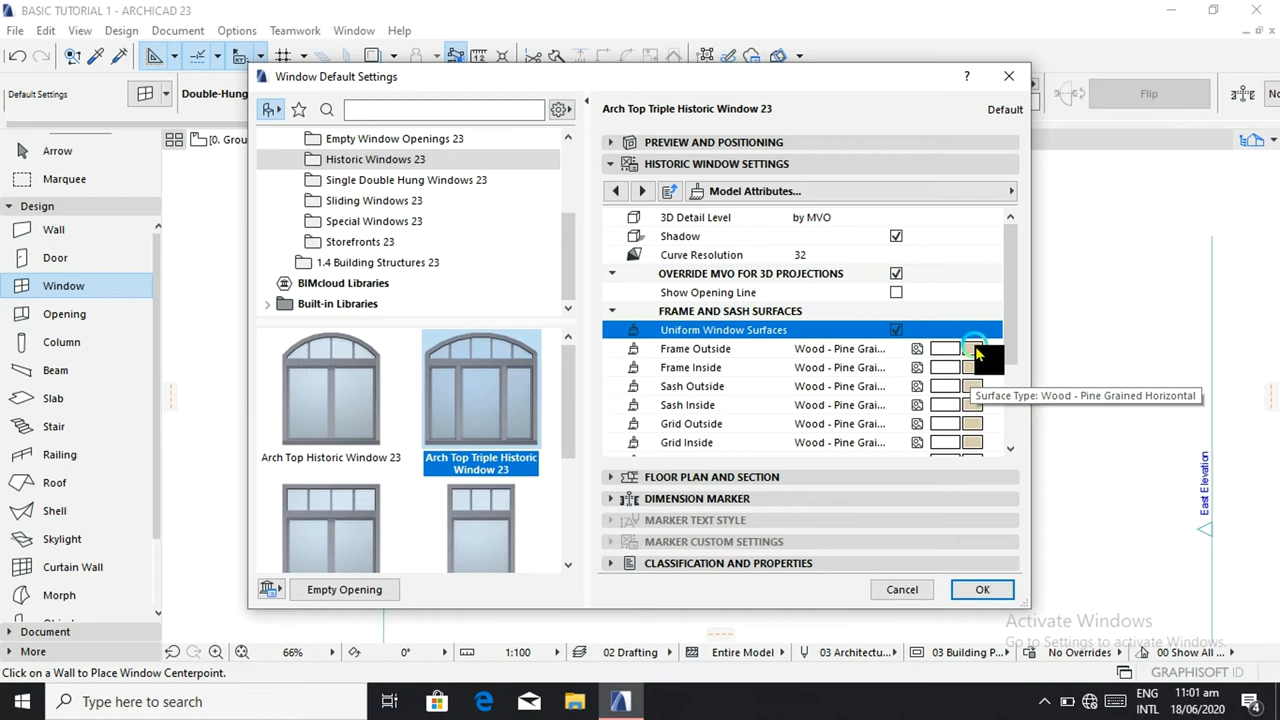 BASIC TUTORIAL 1 - ARCHICAD 23
File Edit View Design Document Options Teamwork Window Help
Window Default Settings
Default Settings
Double-Hung
Flip
No
Arch Top Triple Historic Window 23
Default
[0. Grou
Arrow
Marquee
Design
Wall
Door
Window
Opening
Column
Beam
Slab
Stair
Railing
Roof
Shell
Skylight
Curtain Wall
Morph
Document
More
Empty Window Openings 23
Historic Windows 23
Single Double Hung Windows 23
Sliding Windows 23
Special Windows 23
Storefronts 23
1.4 Building Structures 23
BIMcloud Libraries
Built-in Libraries
Arch Top Historic Window 23
Arch Top Triple Historic
Window 23
Empty Opening
PREVIEW AND POSITIONING
HISTORIC WINDOW SETTINGS
Model Attributes...
3D Detail Level by MVO
Shadow
Curve Resolution 32
OVERRIDE MVO FOR 3D PROJECTIONS
Show Opening Line
FRAME AND SASH SURFACES
Uniform Window Surfaces
Frame Outside Wood - Pine Grai...
Frame Inside Wood - Pine Grai...
Sash Outside Wood - Pine Grai...
Sash Inside Wood - Pine Grai...
Grid Outside Wood - Pine Grai...
Grid Inside Wood - Pine Grai...
Surface Type: Wood - Pine Grained Horizontal
FLOOR PLAN AND SECTION
DIMENSION MARKER
MARKER TEXT STYLE
MARKER CUSTOM SETTINGS
CLASSIFICATION AND PROPERTIES
Cancel OK
East Elevation
Activate Windows
Go to Settings to activate Windows.
66% 0° 1:100 02 Drafting Entire Model 03 Architectu... 03 Building P... No Overrides 00 Show All ...
Click on a Wall to Place Window Centerpoint.
GRAPHISOFT ID
Type here to search
ENG
INTL
11:01 am
18/06/2020
4